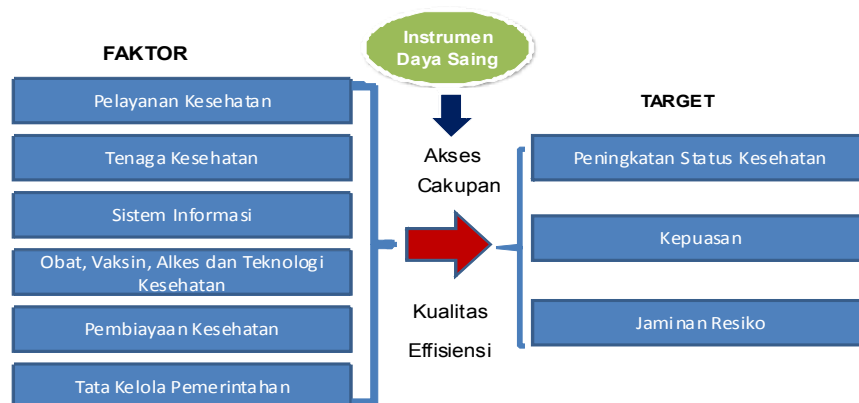 Instrumen
Daya Saing
FAKTOR
Pelayanan Kesehatan
Tenaga Kesehatan
Sistem Informasi
Obat, Vaksin, Alkes dan Teknologi
Kesehatan
Pembiayaan Kesehatan
Tata Kelola Pemerintahan
Akses
Cakupan
Kualitas
Effisiensi
TARGET
Peningkatan Status Kesehatan
Kepuasan
Jaminan Resiko